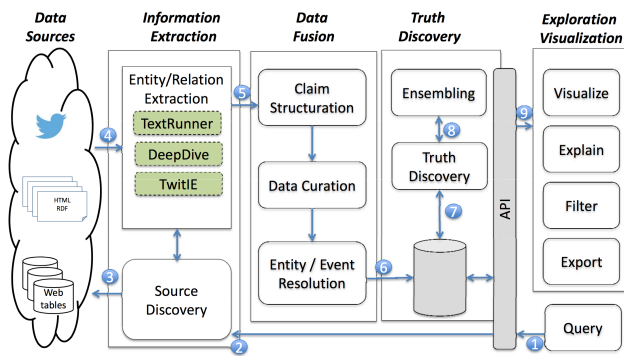 Data
Sources
Information
Extraction
Data
Fusion
Truth
Discovery
Exploration
Visualization
Entity/Relation
Extraction
TextRunner
DeepDive
TwitIE
Source
Discovery
HTML
RDF
Web
tables
Claim
Structuration
Data Curation
Entity / Event
Resolution
Ensembling
Truth
Discovery
API
Visualize
Explain
Filter
Export
Query
1
2
3
4
5
6
7
8
9